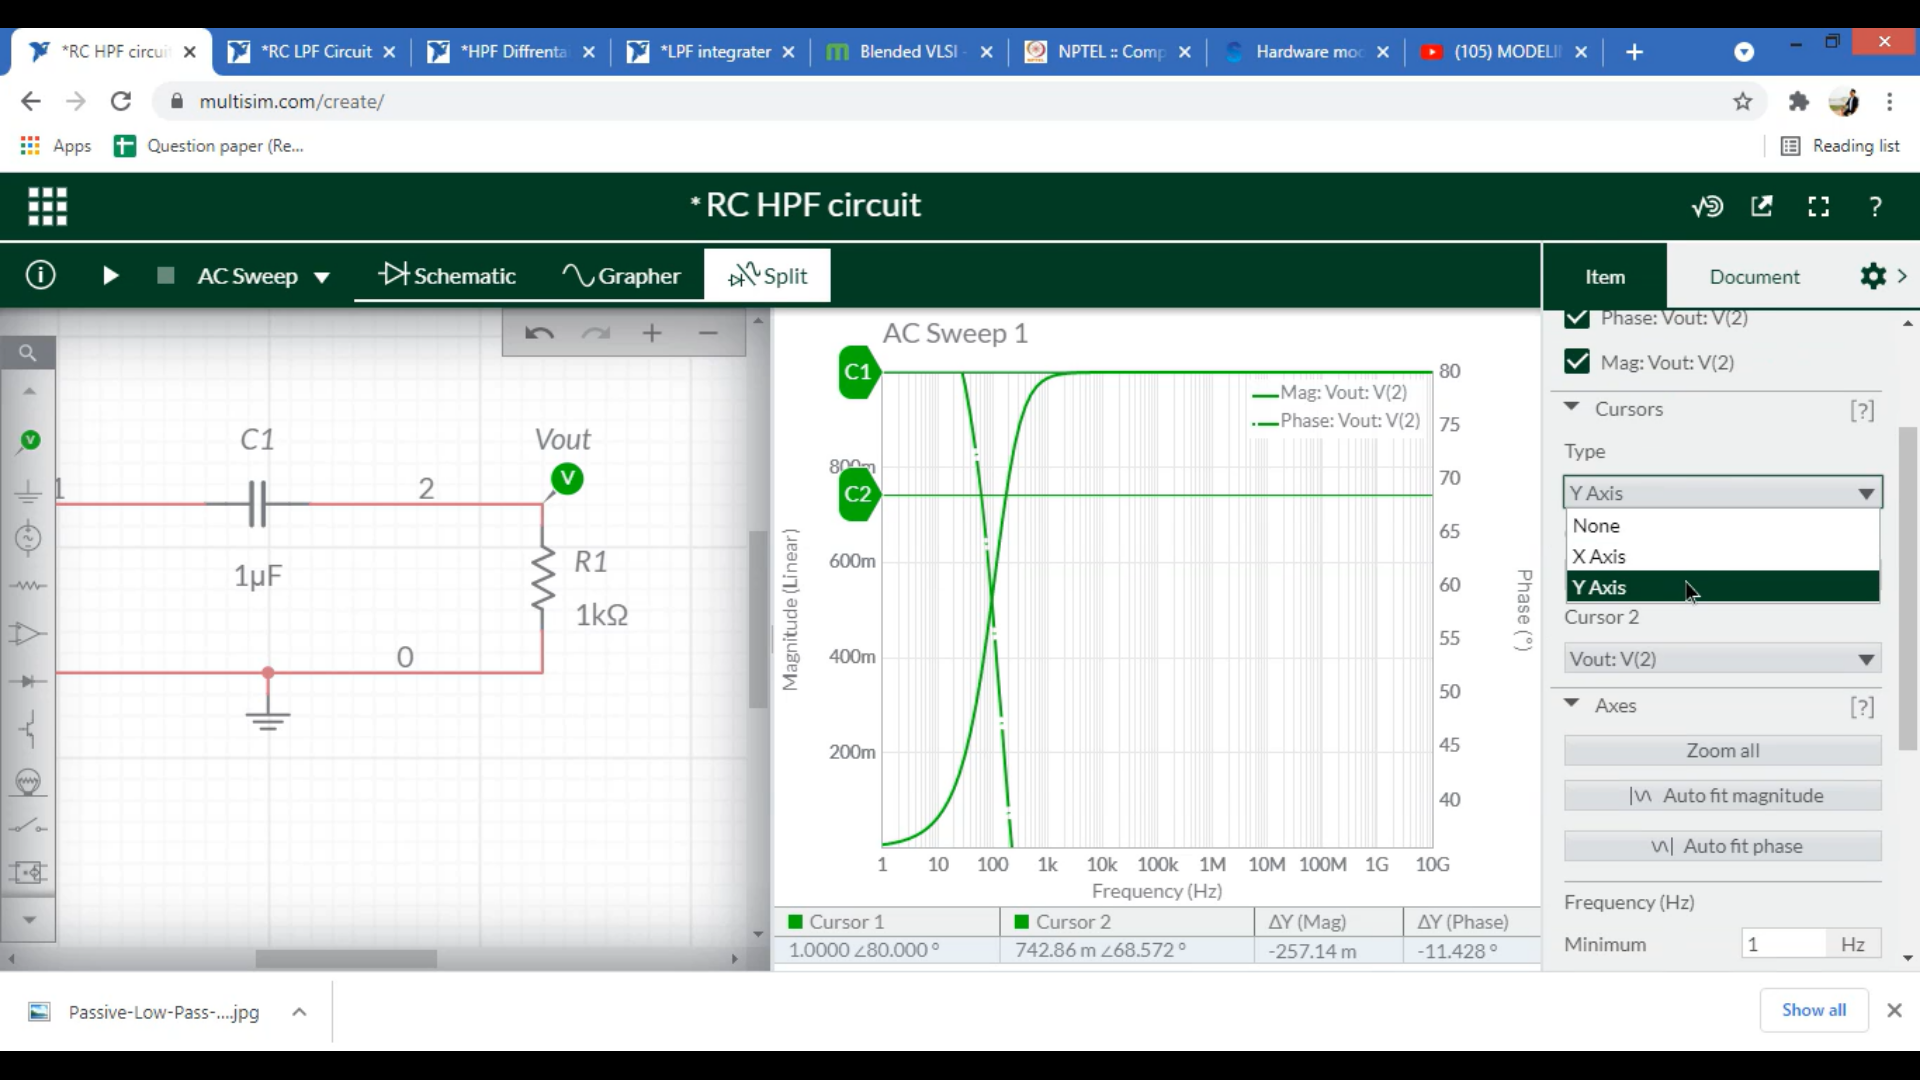 *RC HPF circui
*RC LPF Circuit
*HPF Diffrenta
*LPF integrater
Blended VLSI -
NPTEL :: Comp
Hardware mod
(105) MODELI
multisim.com/create/
Apps
Question paper (Re...
Reading list
* RC HPF circuit
?
AC Sweep
Schematic
Grapher
Split
Item
Document
AC Sweep 1
Phase: Vout: V(2)
Mag: Vout: V(2)
Cursors
[?]
Type
Y Axis
None
X Axis
Y Axis
Cursor 2
Vout: V(2)
Axes
[?]
Zoom all
Auto fit magnitude
Auto fit phase
Frequency (Hz)
Minimum
1
Hz
C1
1µF
1
2
Vout
V
R1
1kΩ
0
V
C1
C2
Mag: Vout: V(2)
Phase: Vout: V(2)
Magnitude (Linear)
800m
600m
400m
200m
80
75
70
65
60
55
50
45
40
Phase (°)
1 10 100 1k 10k 100k 1M 10M 100M 1G 10G
Frequency (Hz)
Cursor 1
Cursor 2
ΔY (Mag)
ΔY (Phase)
1.0000 ∠80.000 °
742.86 m ∠68.572 °
-257.14 m
-11.428 °
Passive-Low-Pass-....jpg
Show all